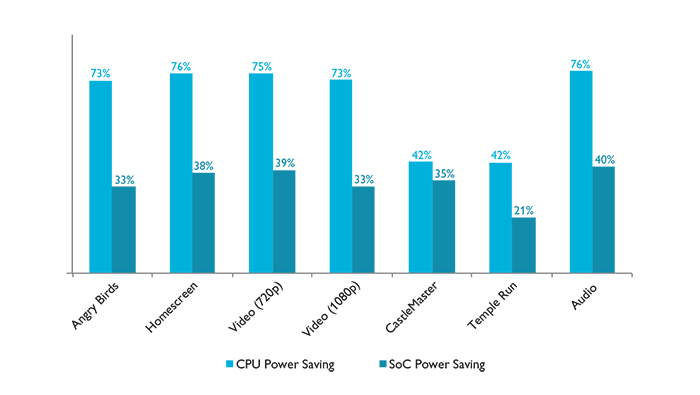 73%
33%
76%
38%
75%
39%
73%
33%
42%
35%
42%
21%
76%
40%
Angry Birds
Homescreen
Video (720p)
Video (1080p)
CastleMaster
Temple Run
Audio
CPU Power Saving
SoC Power Saving